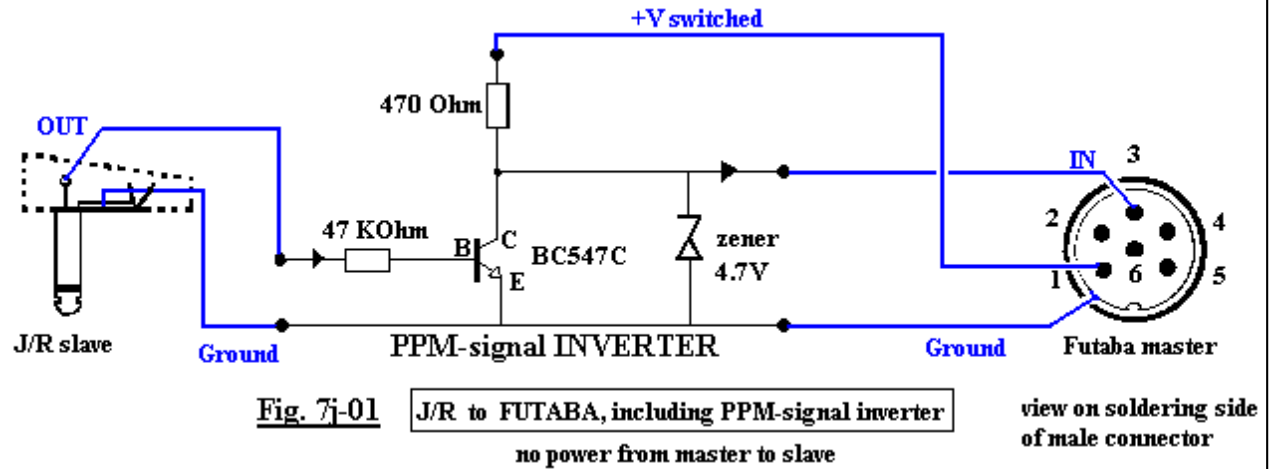 +V switched
470 Ohm
OUT
IN
3
2
4
47 KOhm
B
C
BC547C
zener
4.7V
E
1
6
5
J/R slave
Ground
PPM-signal INVERTER
Ground
Futaba master
Fig. 7j-01
J/R to FUTABA, including PPM-signal inverter
no power from master to slave
view on soldering side
of male connector